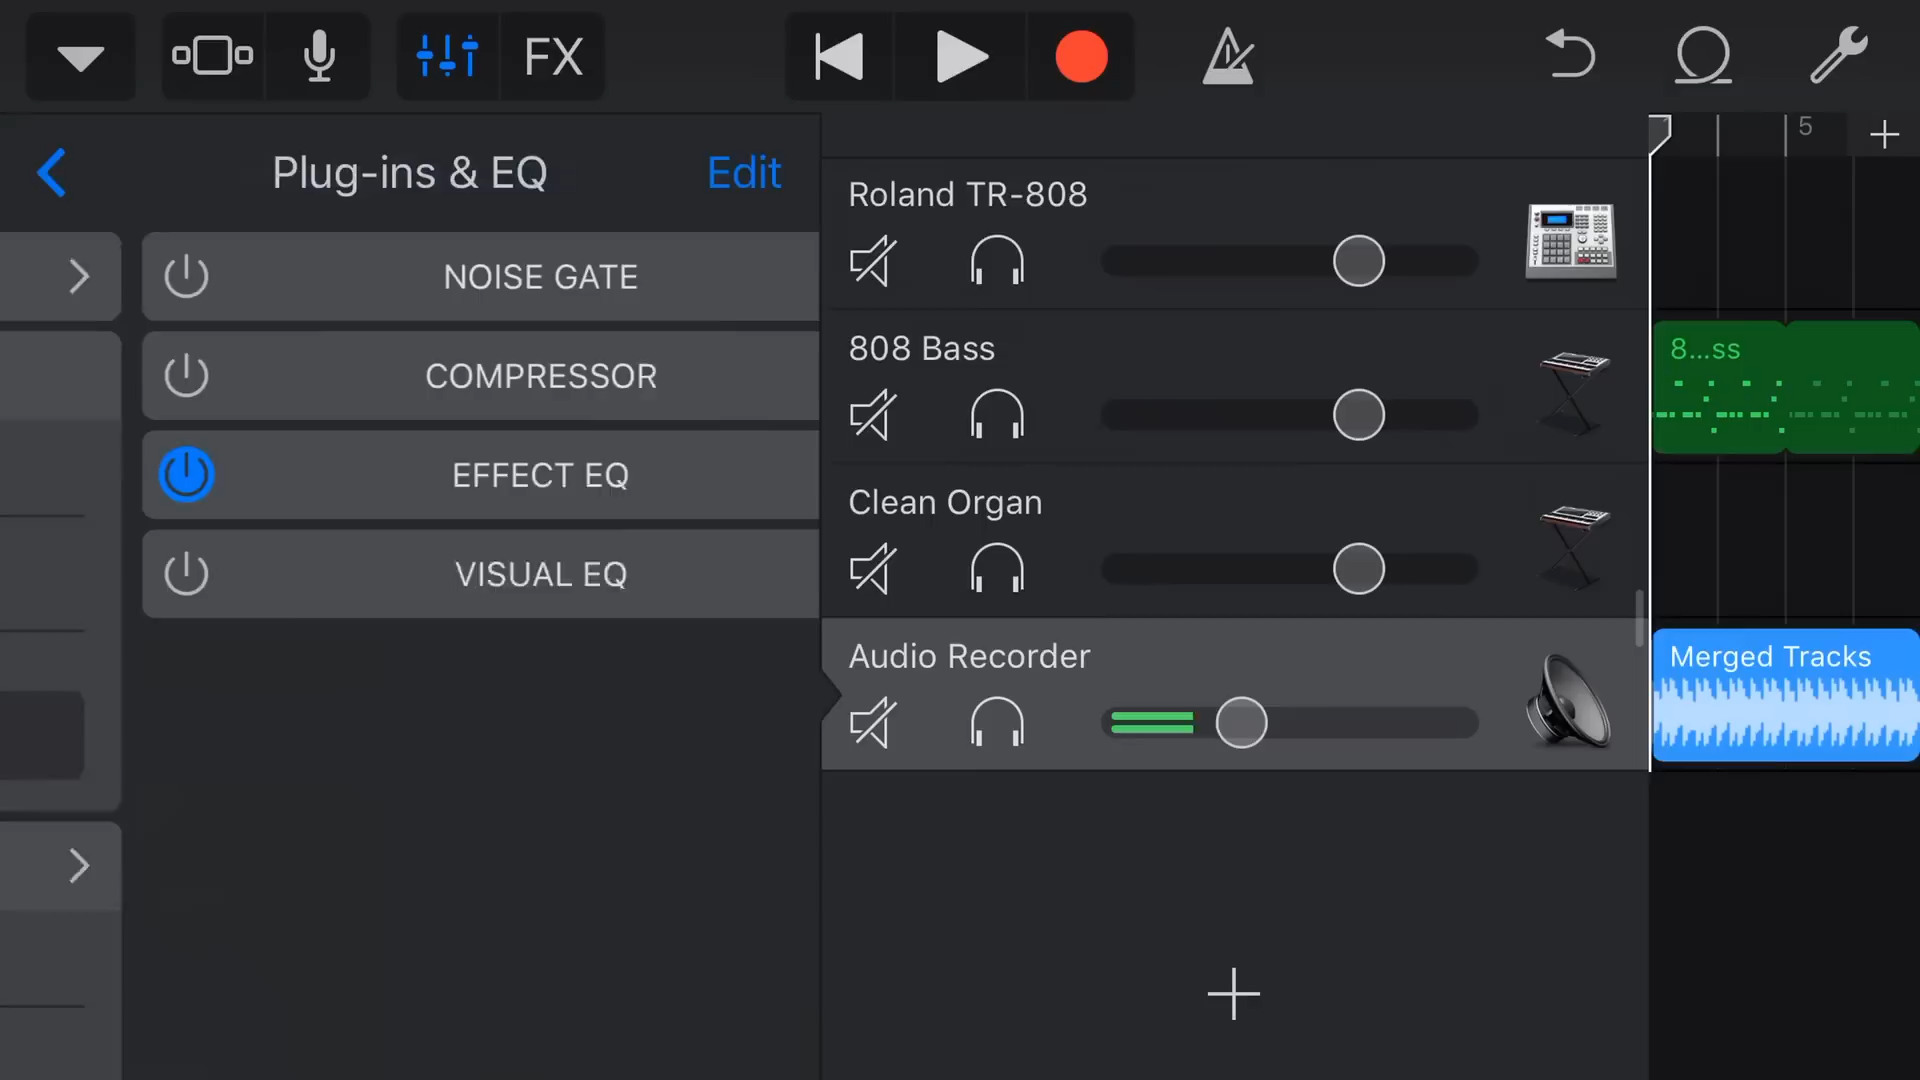 FX
Plug-ins & EQ
Edit
NOISE GATE
COMPRESSOR
EFFECT EQ
VISUAL EQ
Roland TR-808
808 Bass
Clean Organ
Audio Recorder
5
8...ss
Merged Tracks